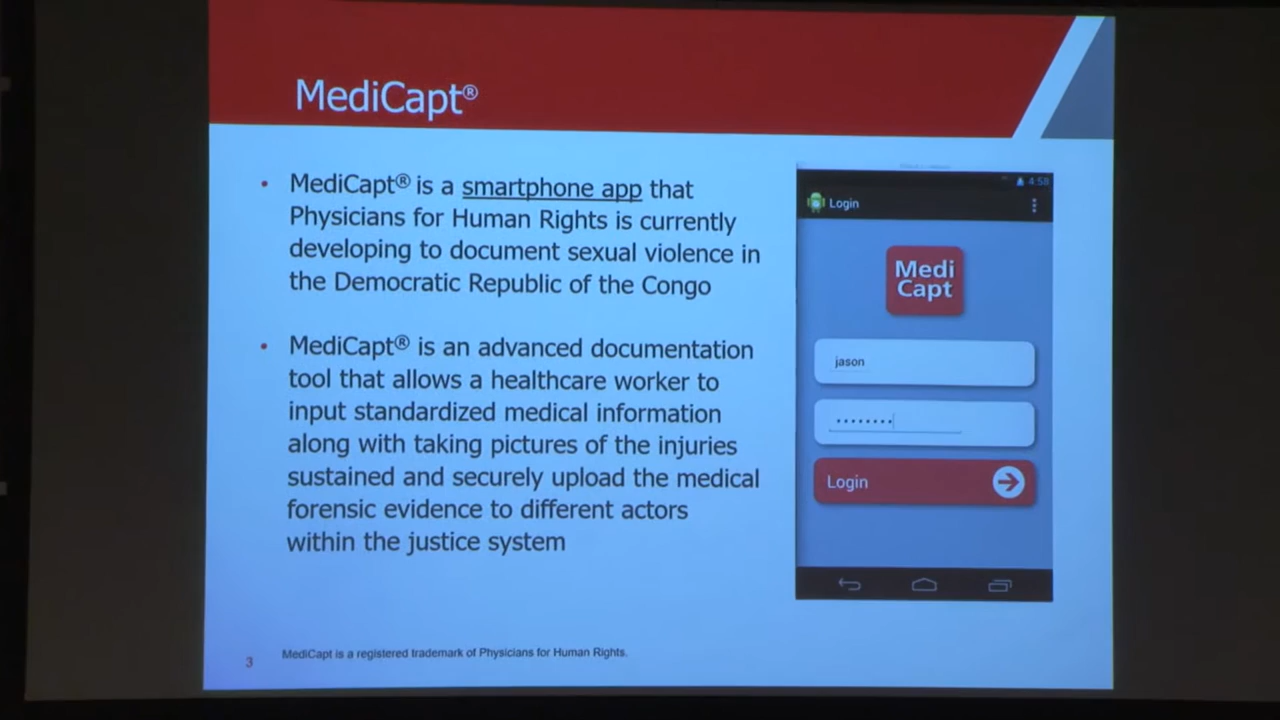 MediCapt®
• MediCapt® is a smartphone app that
Physicians for Human Rights is currently
developing to document sexual violence in
the Democratic Republic of the Congo
• MediCapt® is an advanced documentation
tool that allows a healthcare worker to
input standardized medical information
along with taking pictures of the injuries
sustained and securely upload the medical
forensic evidence to different actors
within the justice system
4:58
Login
Medi
Capt
jason
••••••••
Login
3
MediCapt is a registered trademark of Physicians for Human Rights.